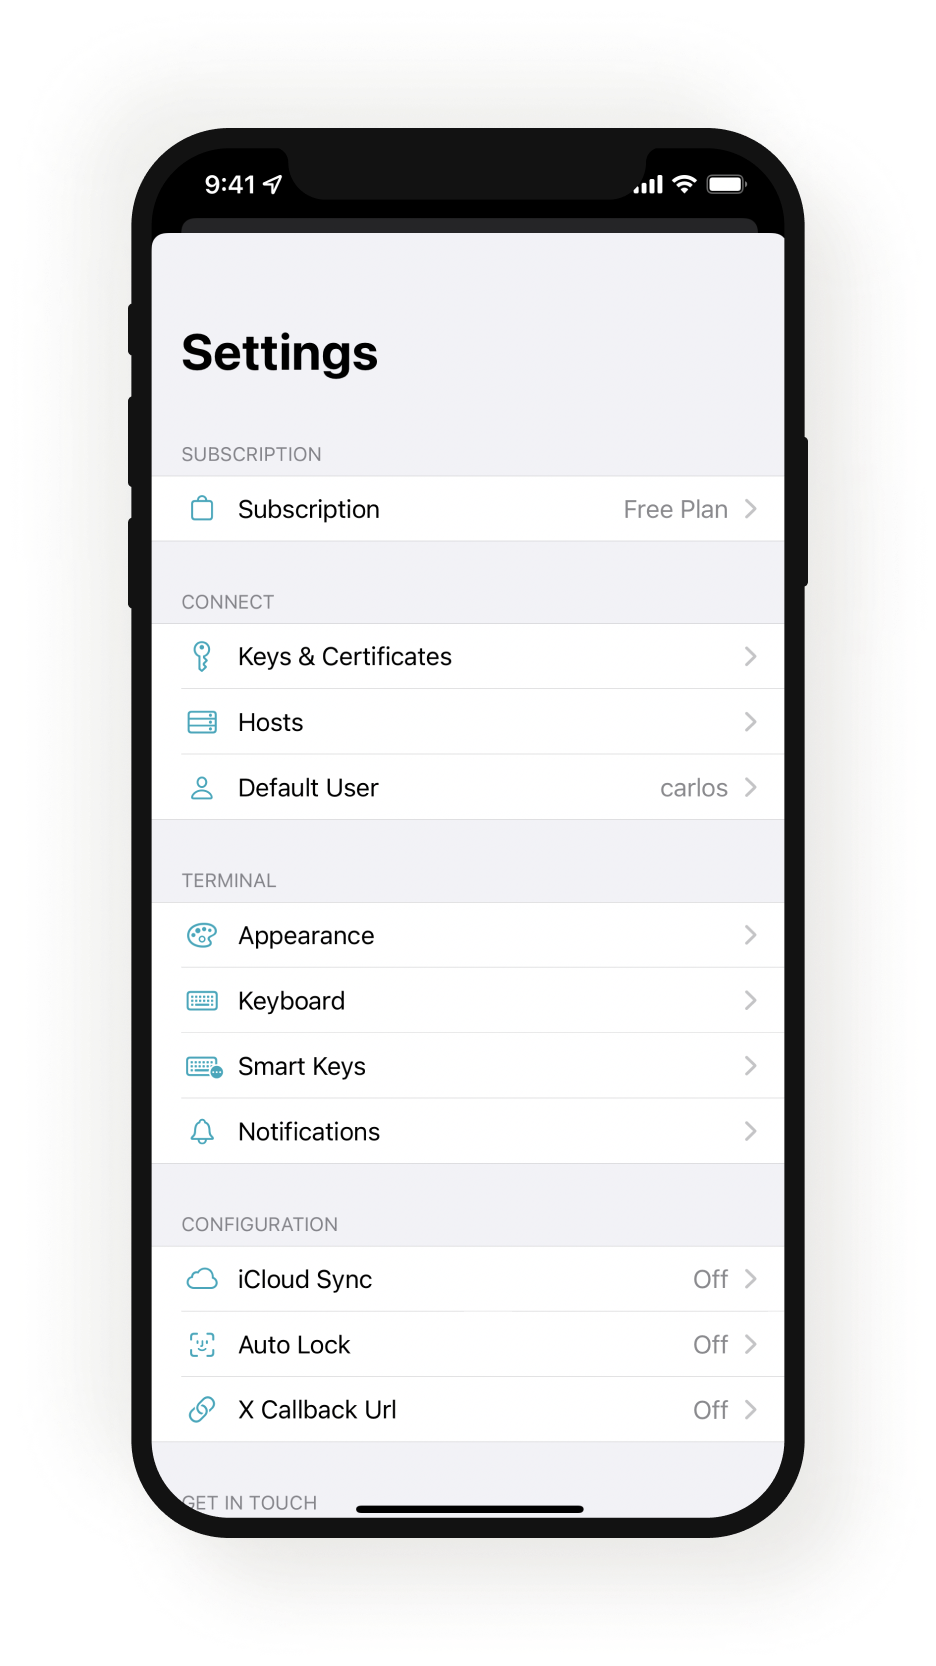 9:41
Settings
SUBSCRIPTION
Subscription Free Plan
CONNECT
Keys & Certificates
Hosts
Default User carlos
TERMINAL
Appearance
Keyboard
Smart Keys
Notifications
CONFIGURATION
iCloud Sync Off
Auto Lock Off
X Callback Url Off
GET IN TOUCH